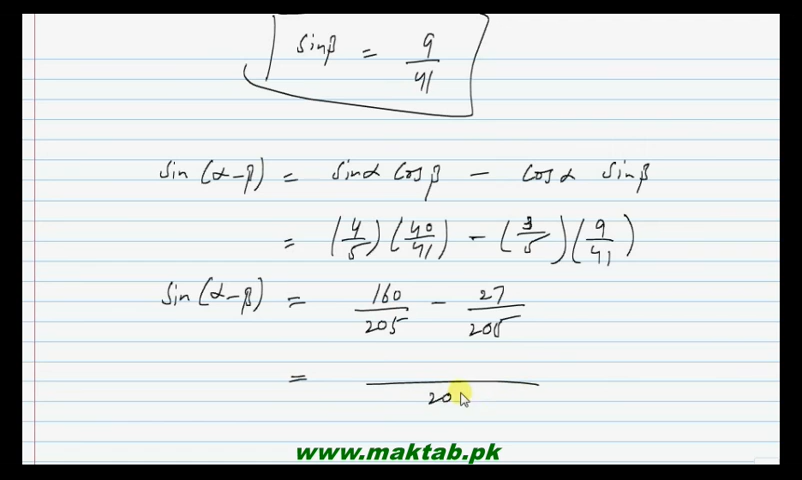 sinβ = 9/41
sin(α-β) = sinα cosβ - cosα sinβ
= (4/5)(40/41) - (3/5)(9/41)
sin(α-β) = 160/205 - 27/205
= /20
www.maktab.pk